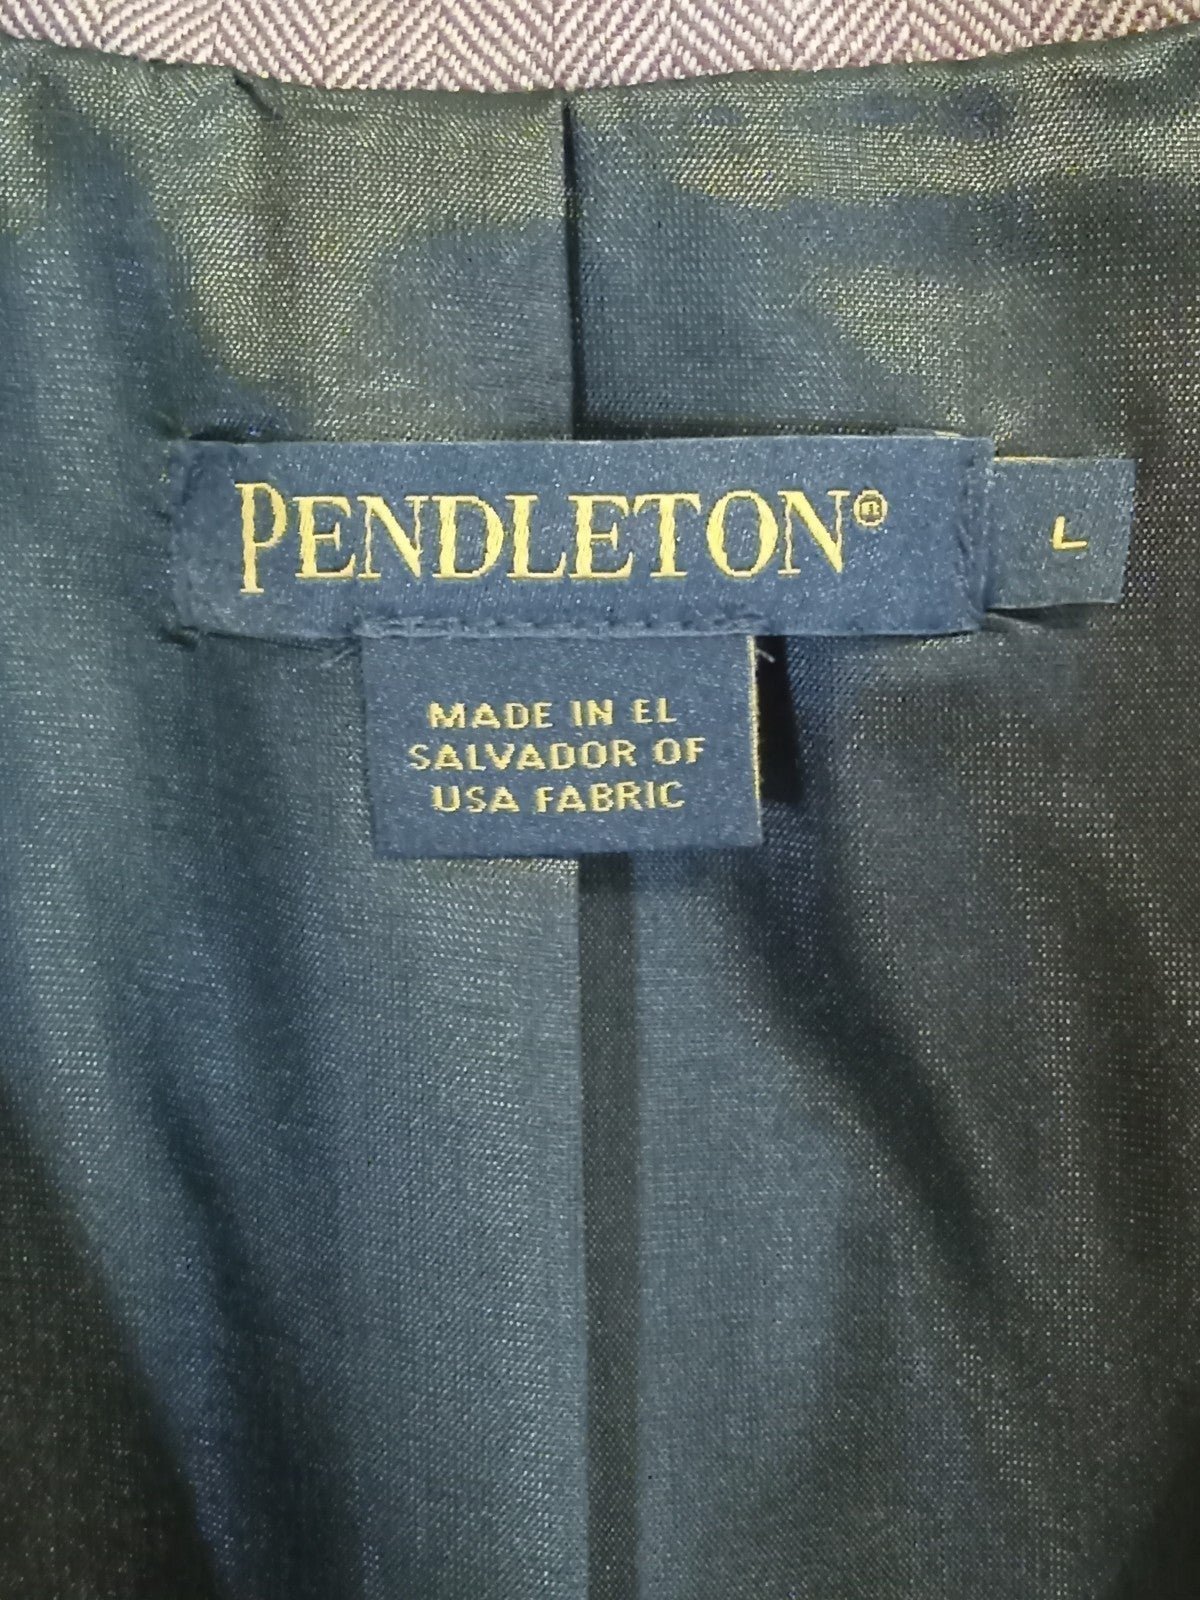 PENDLETON®
L
MADE IN EL
SALVADOR OF
USA FABRIC